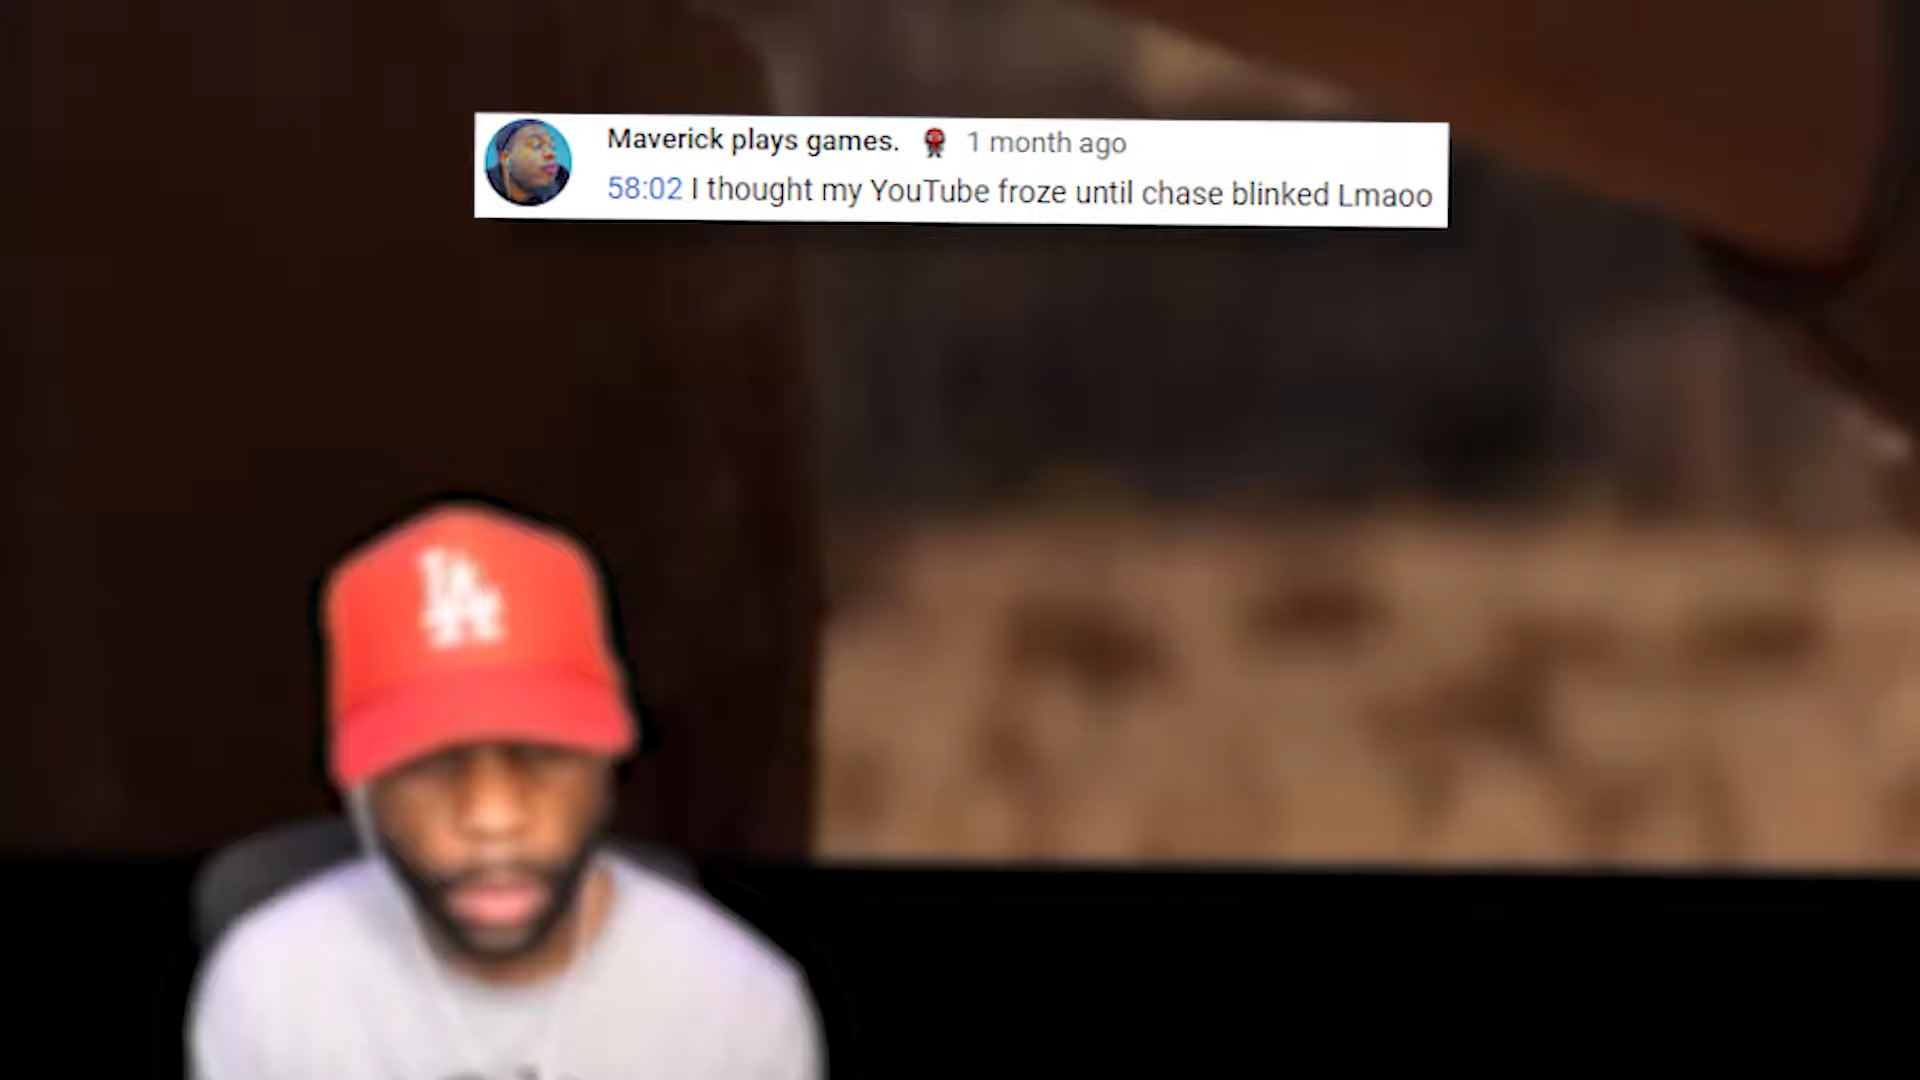 Maverick plays games. 1 month ago
58:02 I thought my YouTube froze until chase blinked Lmaoo
LA